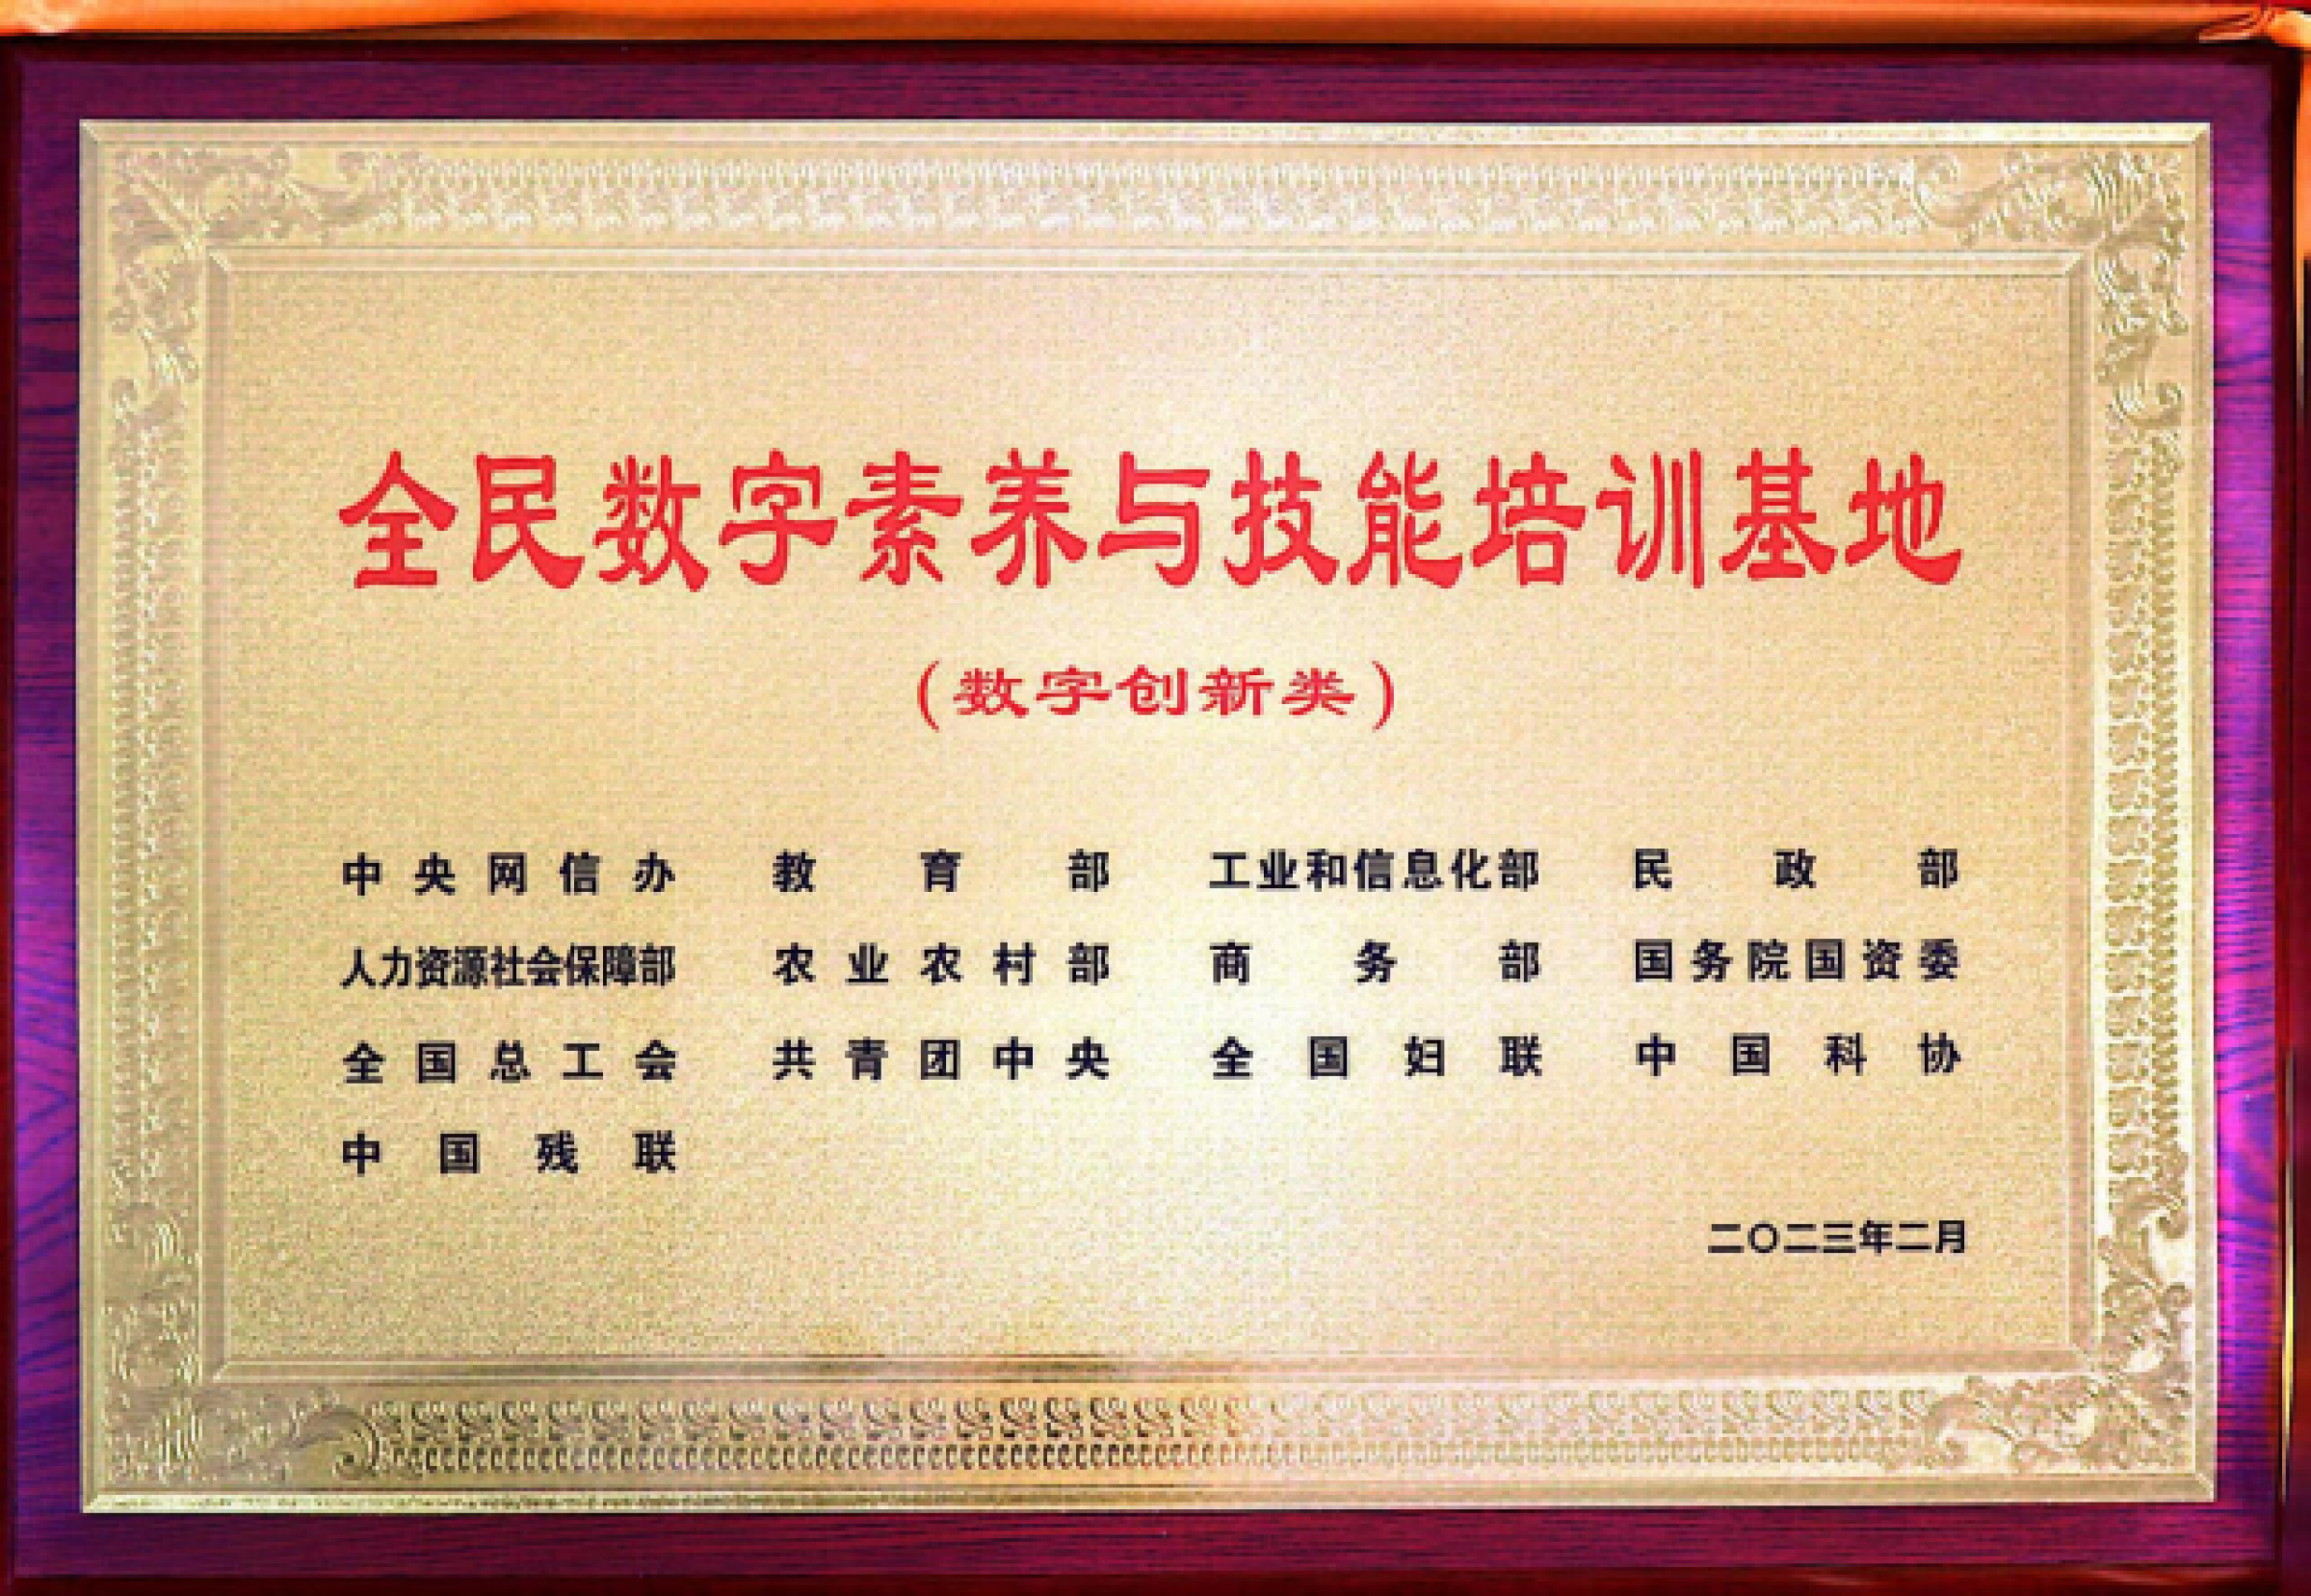 全民数字素养与技能培训基地
(数字创新类)
中央网信办 教育部 工业和信息化部 民政部
人力资源社会保障部 农业农村部 商务部 国务院国资委
全国总工会 共青团中央 全国妇联 中国科协
中国残联
二〇二三年二月